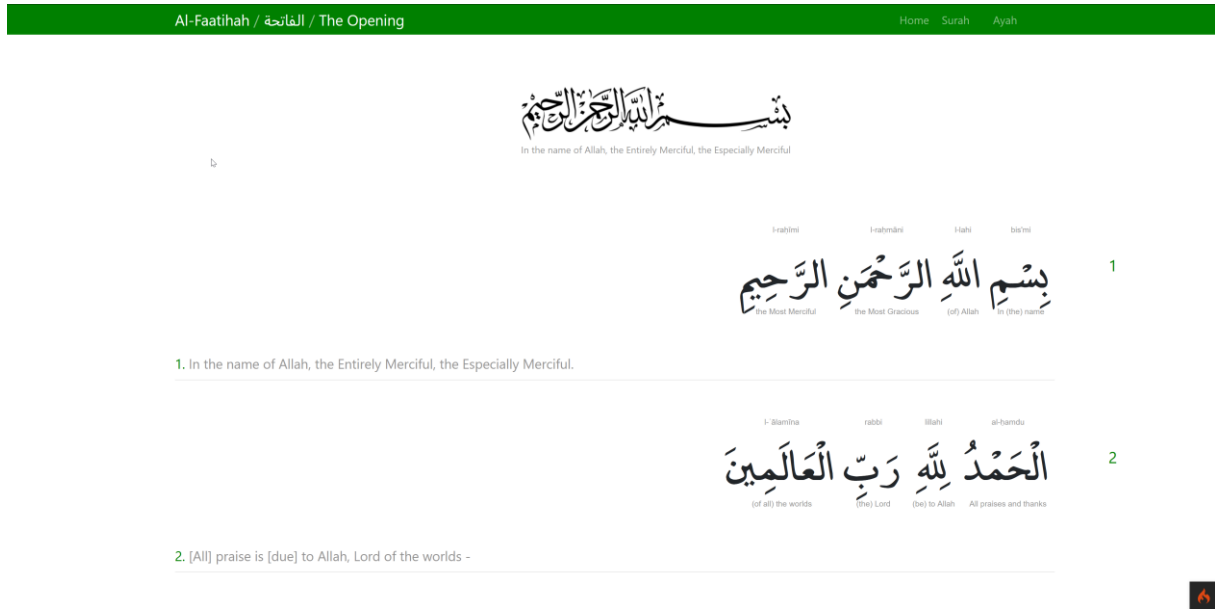 Al-Faatihah / الفاتحة / The Opening
Home Surah Ayah
بِسْمِ اللَّهِ الرَّحْمَنِ الرَّحِيمِ
In the name of Allah, the Entirely Merciful, the Especially Merciful
l-raḥīmi l-raḥmāni l-lahi bis'mi
بِسْمِ اللَّهِ الرَّحْمَنِ الرَّحِيمِ 1
the Most Merciful the Most Gracious (of) Allah In (the) name
1. In the name of Allah, the Entirely Merciful, the Especially Merciful.
l-ʿālamīna rabbi lillahi al-ḥamdu
الْحَمْدُ لِلَّهِ رَبِّ الْعَالَمِينَ 2
(of all) the worlds (the) Lord (be) to Allah All praises and thanks
2. [All] praise is [due] to Allah, Lord of the worlds -